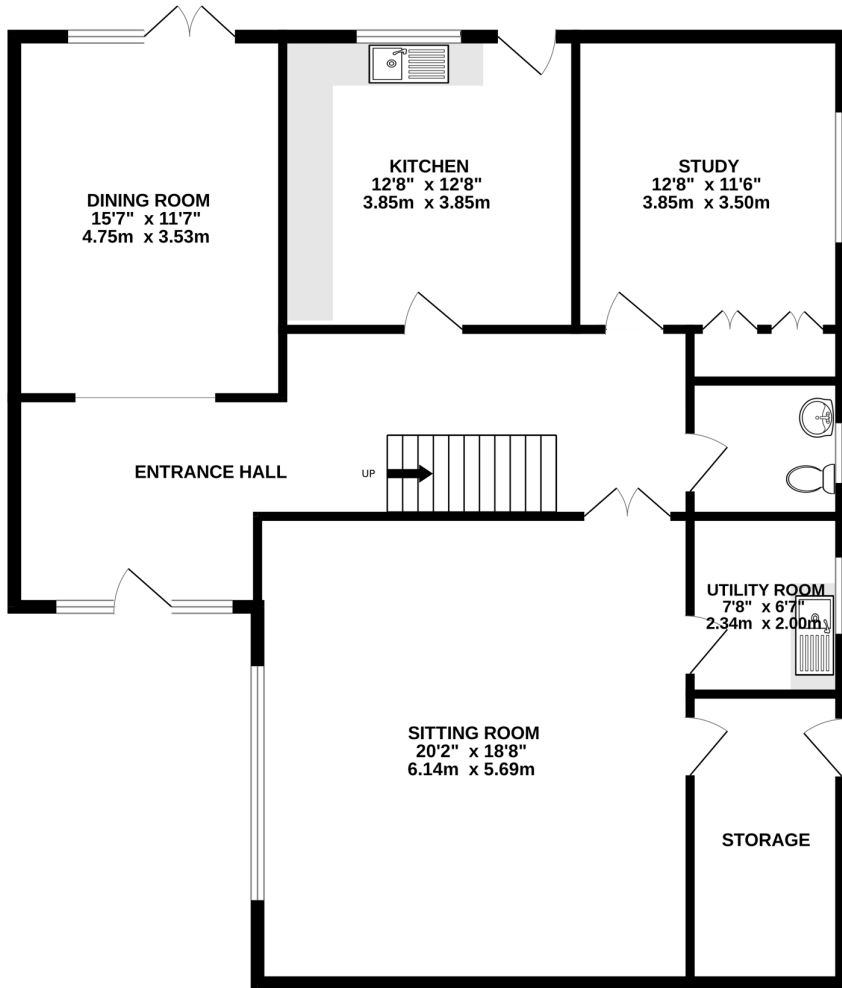 DINING ROOM
15'7" x 11'7"
4.75m x 3.53m
KITCHEN
12'8" x 12'8"
3.85m x 3.85m
STUDY
12'8" x 11'6"
3.85m x 3.50m
ENTRANCE HALL
UP
UTILITY ROOM
7'8" x 6'7"
2.34m x 2.00m
SITTING ROOM
20'2" x 18'8"
6.14m x 5.69m
STORAGE